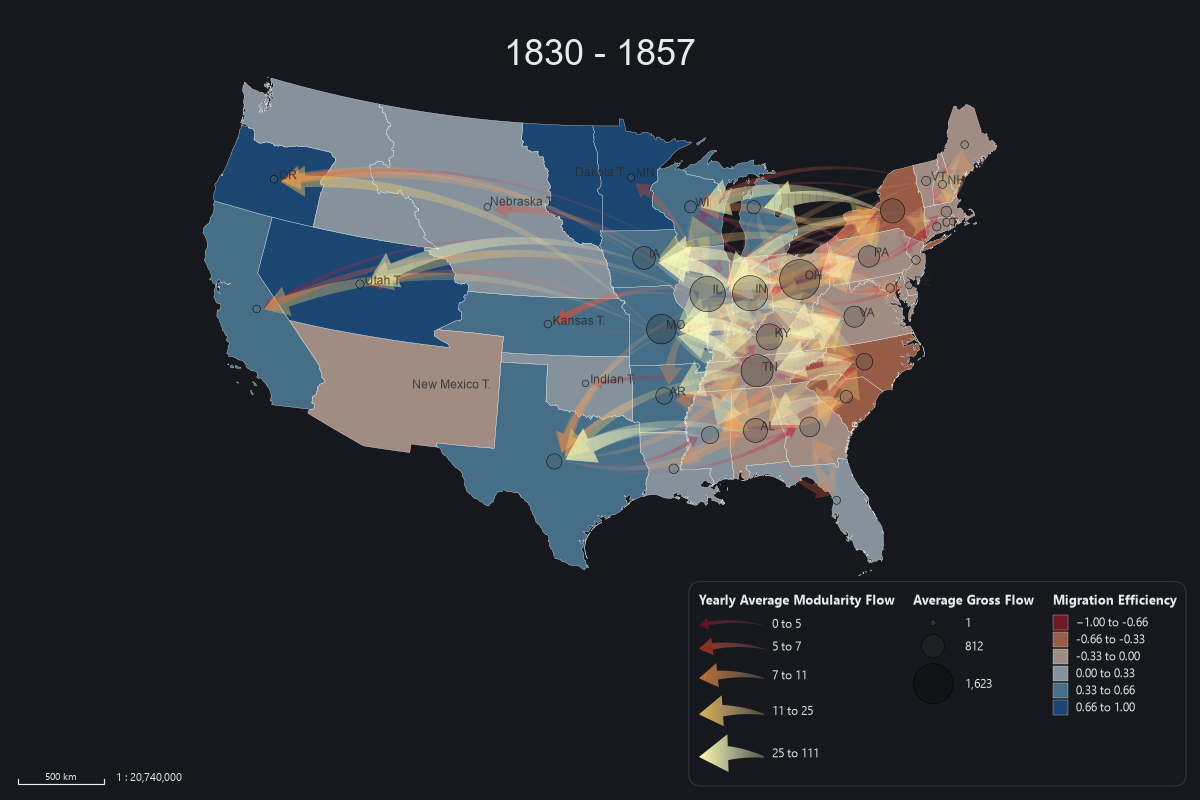 1830 - 1857
VT
NH
OR
Dakota T.
MN
Nebraska T.
WI
MI
CT
IA
PA
OH
Utah T.
IL
IN
DE
MO
VA
Kansas T.
KY
TN
New Mexico T.
Indian T.
AR
AL
Yearly Average Modularity Flow
0 to 5
5 to 7
7 to 11
11 to 25
25 to 111
Average Gross Flow
1
812
1,623
Migration Efficiency
−1.00 to -0.66
-0.66 to -0.33
-0.33 to 0.00
0.00 to 0.33
0.33 to 0.66
0.66 to 1.00
500 km
1 : 20,740,000